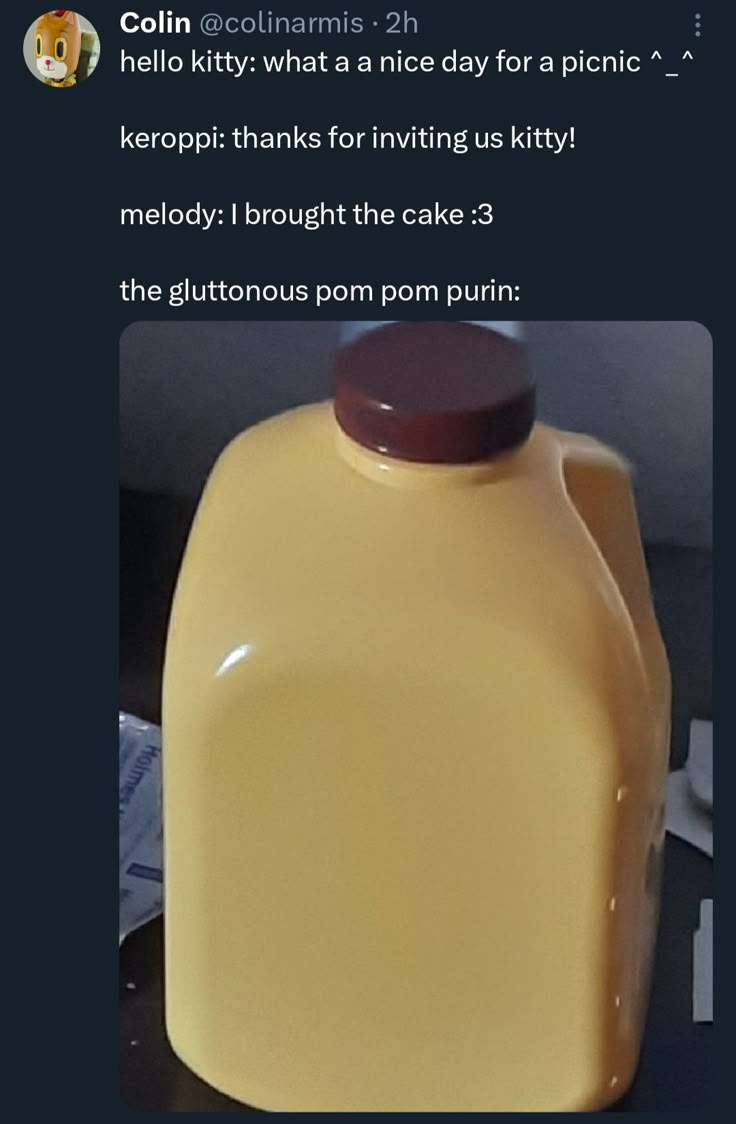 Colin @colinarmis · 2h
hello kitty: what a a nice day for a picnic ^_^
keroppi: thanks for inviting us kitty!
melody: I brought the cake :3
the gluttonous pom pom purin:
Holmes